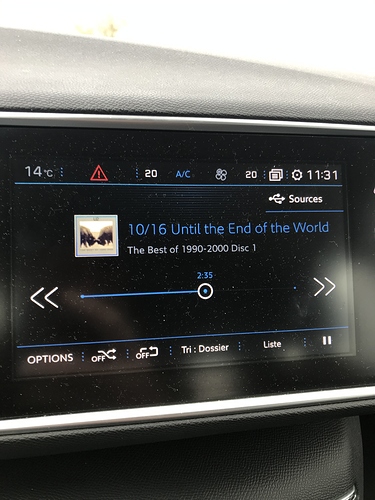 14°C 20 A/C 20 11:31
Sources
10/16 Until the End of the World
The Best of 1990-2000 Disc 1
2:35
OPTIONS OFF OFF Tri : Dossier Liste